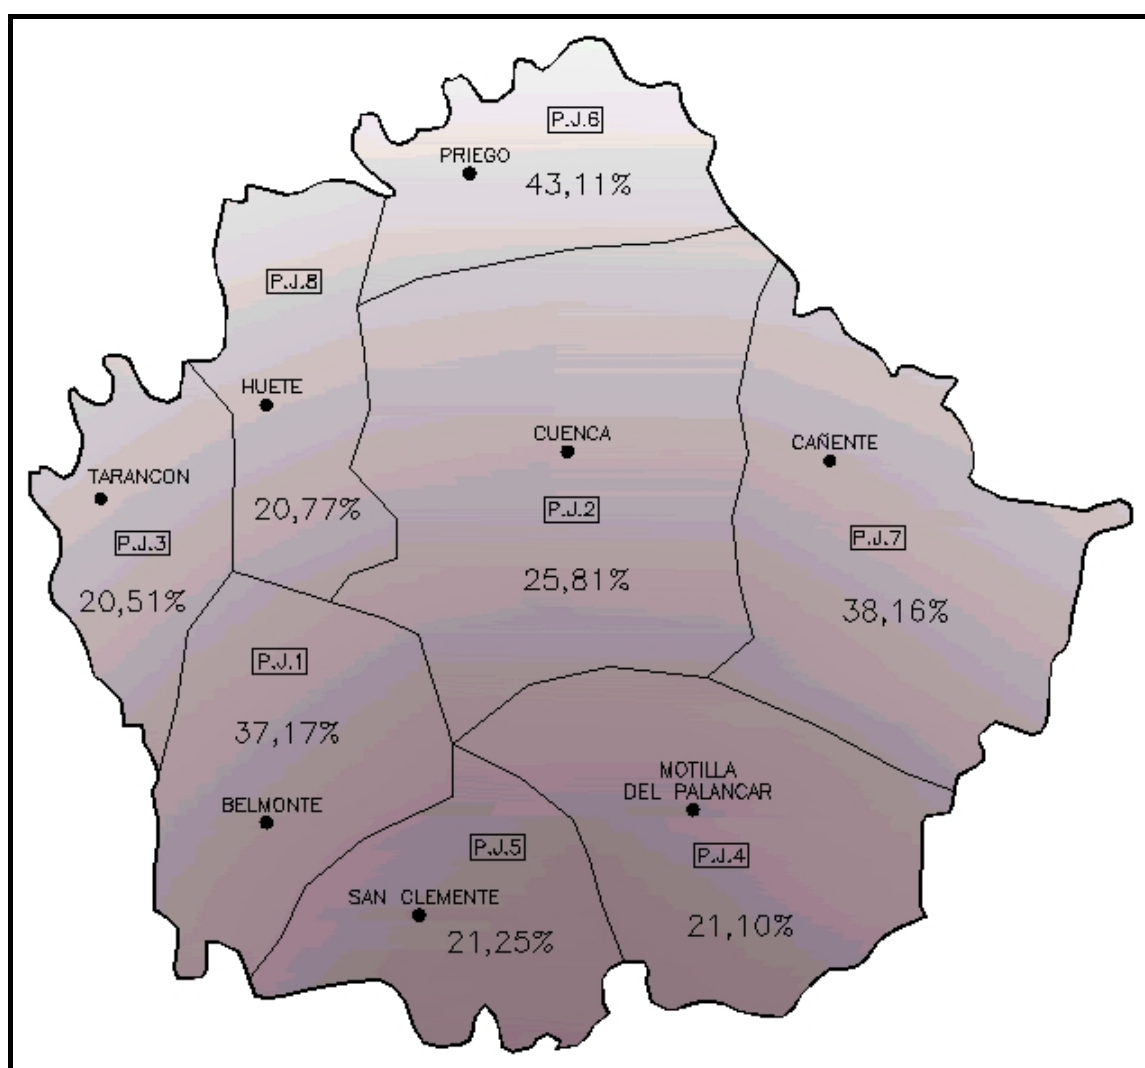 P.J.6
PRIEGO
43,11%
P.J.8
HUETE
20,77%
TARANCON
P.J.3
20,51%
CUENCA
P.J.2
25,81%
CAÑENTE
P.J.7
38,16%
P.J.1
37,17%
BELMONTE
MOTILLA
DEL PALANCAR
P.J.4
21,10%
P.J.5
SAN CLEMENTE
21,25%